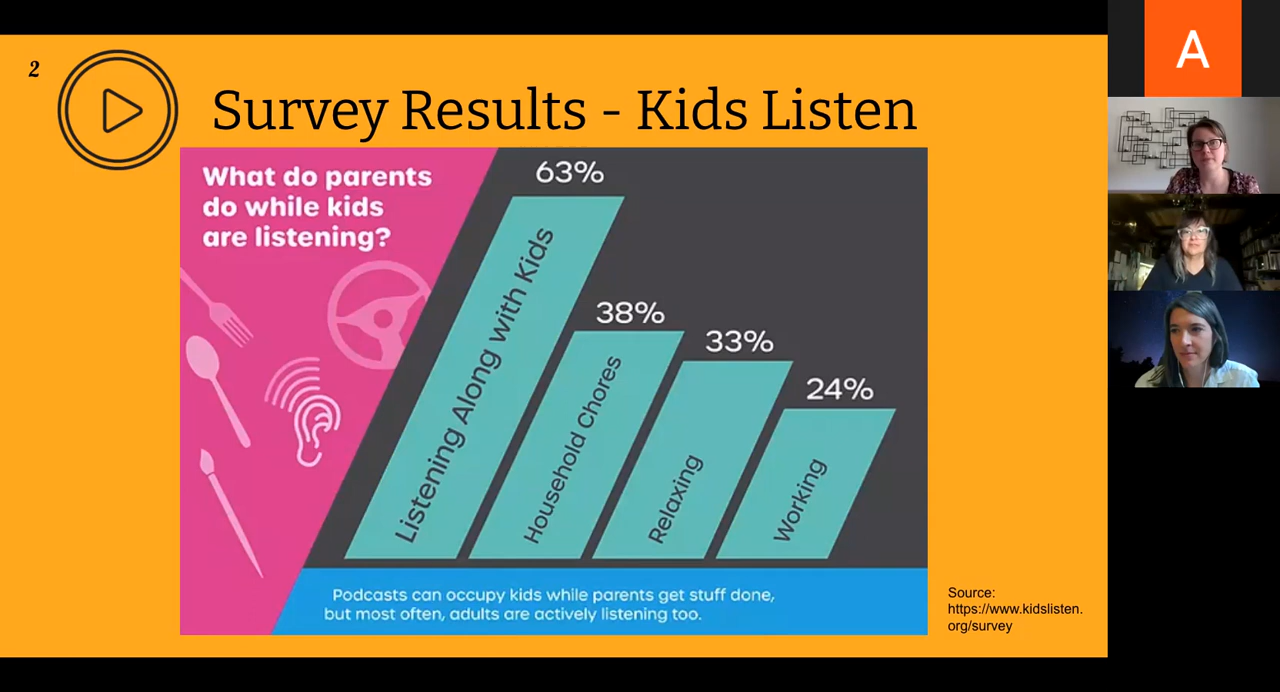 2
Survey Results - Kids Listen
What do parents
do while kids
are listening?
63%
Listening Along with Kids
38%
Household Chores
33%
Relaxing
24%
Working
Podcasts can occupy kids while parents get stuff done,
but most often, adults are actively listening too.
Source:
https://www.kidslisten.
org/survey
A